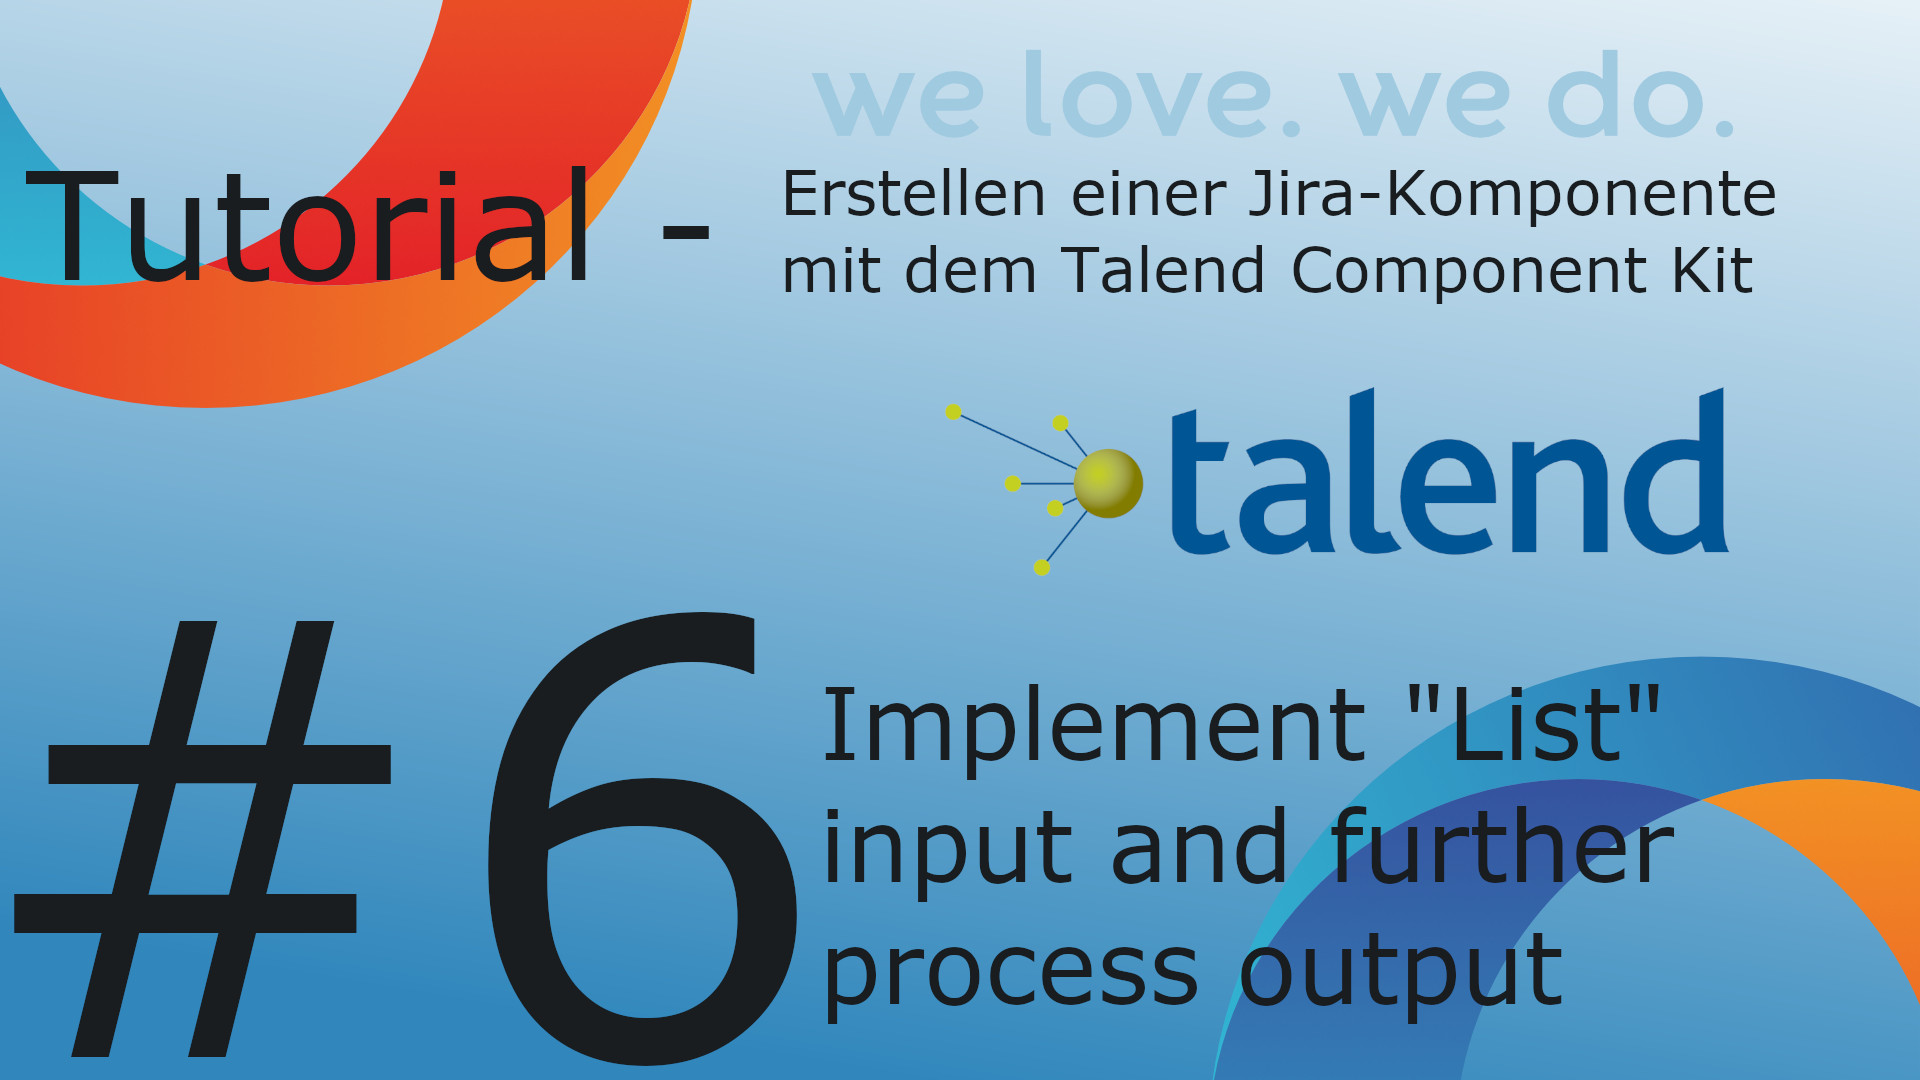 we love. we do.
Tutorial -
Erstellen einer Jira-Komponente
mit dem Talend Component Kit
talend
#6
Implement "List"
input and further
process output